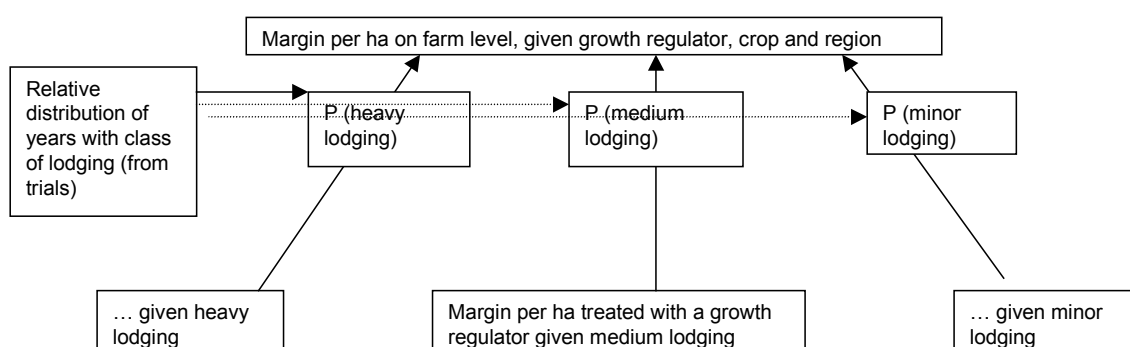 Margin per ha on farm level, given growth regulator, crop and region
Relative
distribution of
years with class
of lodging (from
trials)
P (heavy
lodging)
P (medium
lodging)
P (minor
lodging)
… given heavy
lodging
Margin per ha treated with a growth
regulator given medium lodging
… given minor
lodging